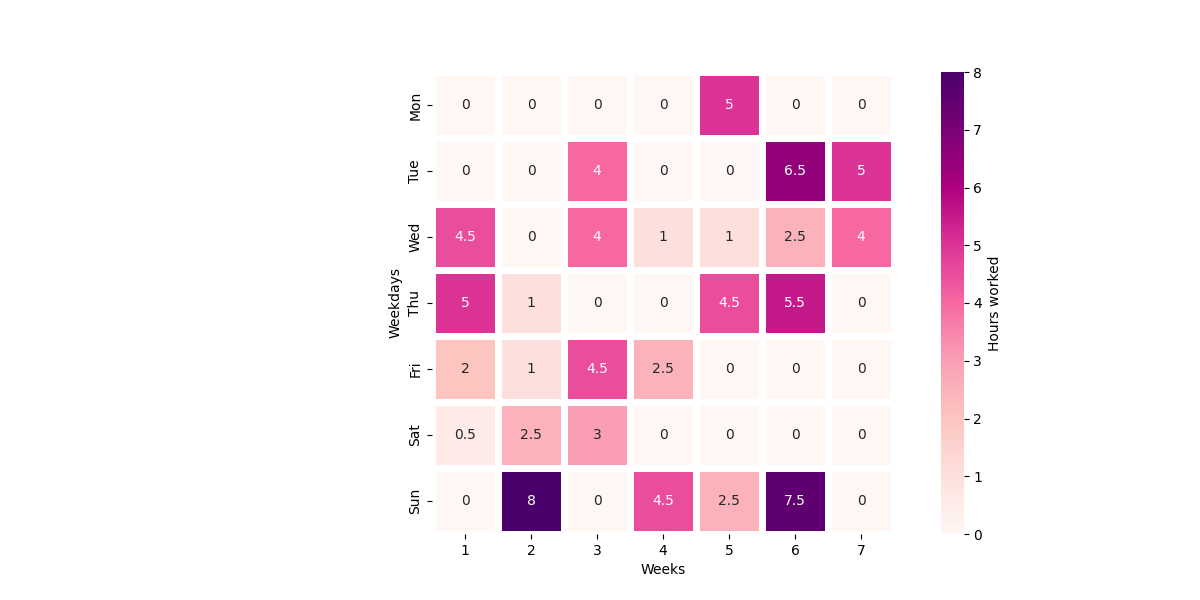 Mon 0 0 0 0 5 0 0
Tue 0 0 4 0 0 6.5 5
Wed 4.5 0 4 1 1 2.5 4
Thu 5 1 0 0 4.5 5.5 0
Fri 2 1 4.5 2.5 0 0 0
Sat 0.5 2.5 3 0 0 0 0
Sun 0 8 0 4.5 2.5 7.5 0
1 2 3 4 5 6 7
Weeks
Weekdays
8
7
6
5
4
3
2
1
0
Hours worked